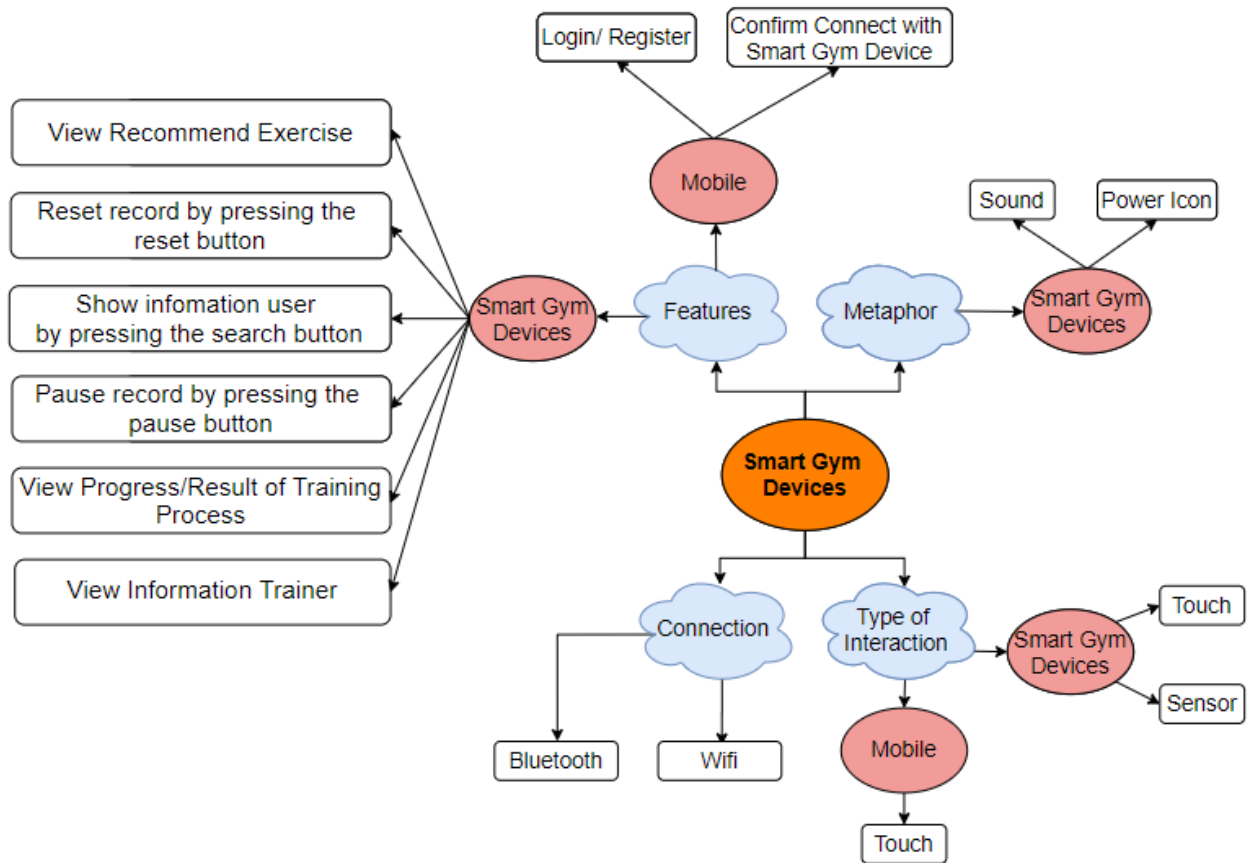 Login/ Register
Confirm Connect with
Smart Gym Device
View Recommend Exercise
Mobile
Reset record by pressing the
reset button
Sound
Power Icon
Show infomation user
by pressing the search button
Smart Gym
Devices
Features
Metaphor
Smart Gym
Devices
Pause record by pressing the
pause button
Smart Gym
Devices
View Progress/Result of Training
Process
View Information Trainer
Connection
Type of
Interaction
Smart Gym
Devices
Touch
Sensor
Bluetooth
Wifi
Mobile
Touch